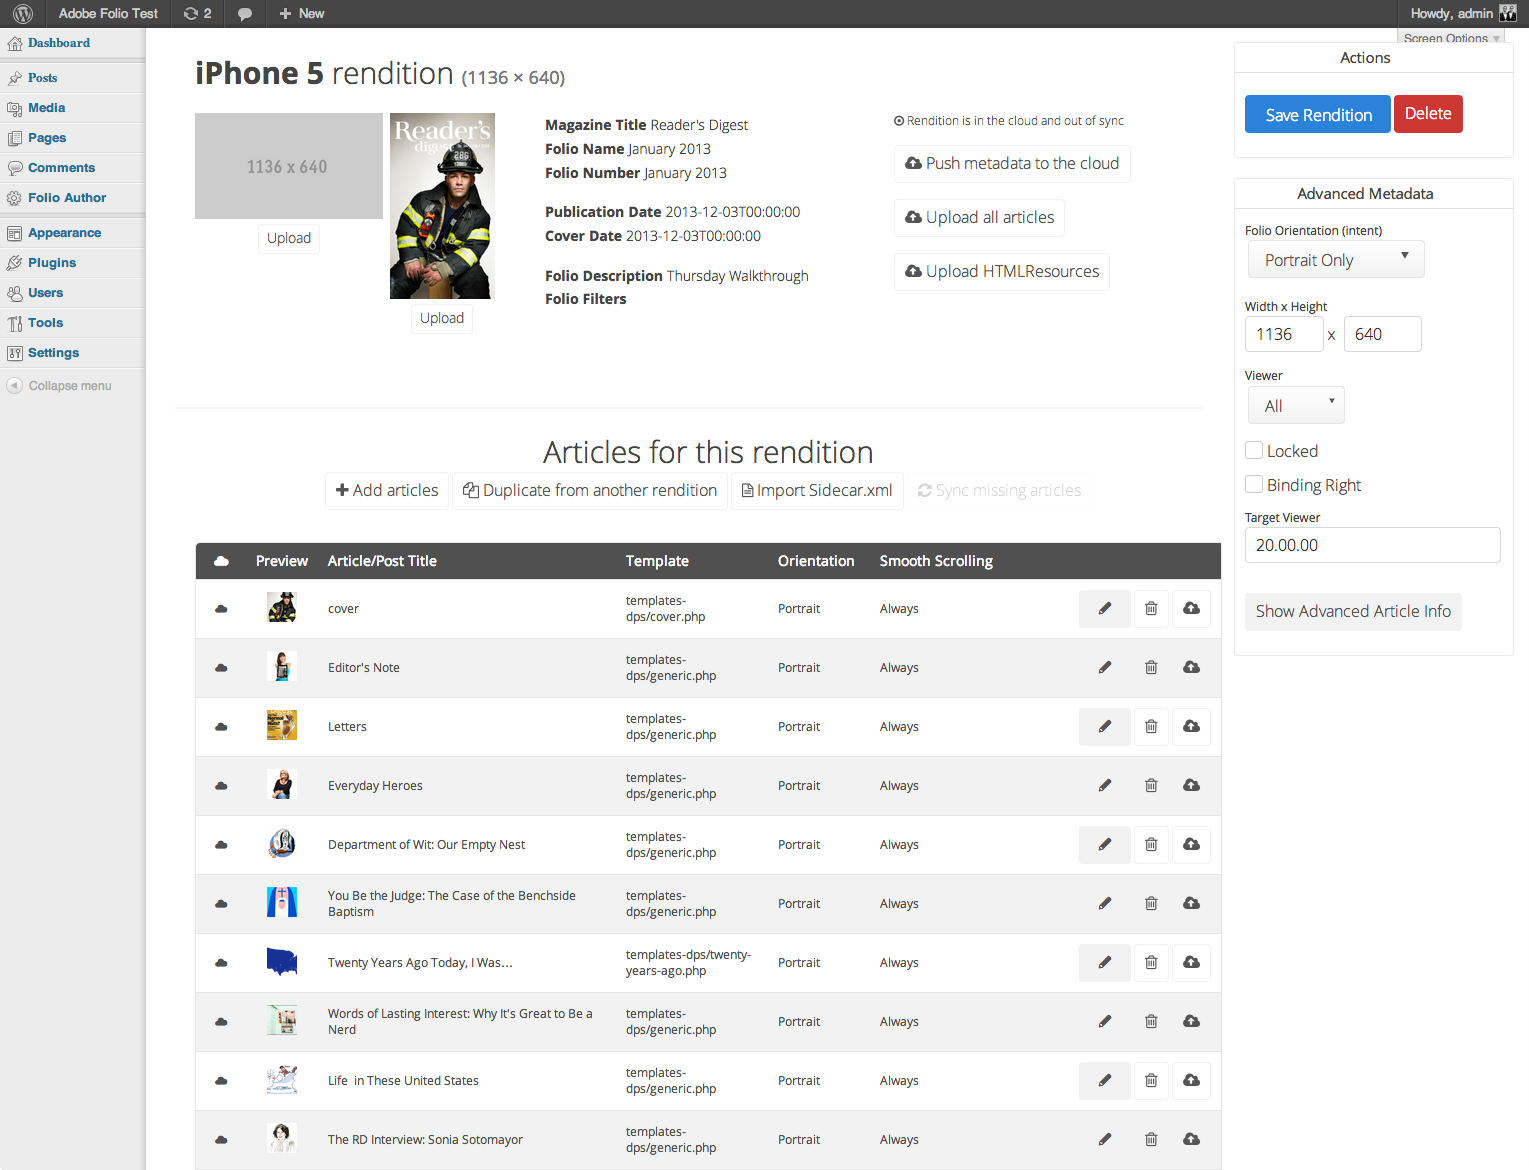 Adobe Folio Test
2
New
Howdy, admin
Screen Options
Dashboard
Posts
Media
Pages
Comments
Folio Author
Appearance
Plugins
Users
Tools
Settings
Collapse menu
iPhone 5 rendition (1136 × 640)
1136 x 640
Upload
Reader's
digest
286
Upload
Magazine Title Reader's Digest
Folio Name January 2013
Folio Number January 2013
Publication Date 2013-12-03T00:00:00
Cover Date 2013-12-03T00:00:00
Folio Description Thursday Walkthrough
Folio Filters
Rendition is in the cloud and out of sync
Push metadata to the cloud
Upload all articles
Upload HTMLResources
Actions
Save Rendition
Delete
Advanced Metadata
Folio Orientation (intent)
Portrait Only
Width x Height
1136 x 640
Viewer
All
Locked
Binding Right
Target Viewer
20.00.00
Show Advanced Article Info
Articles for this rendition
Add articles
Duplicate from another rendition
Import Sidecar.xml
Sync missing articles
Preview Article/Post Title Template Orientation Smooth Scrolling
cover templates-dps/cover.php Portrait Always
Editor's Note templates-dps/generic.php Portrait Always
Letters templates-dps/generic.php Portrait Always
Everyday Heroes templates-dps/generic.php Portrait Always
Department of Wit: Our Empty Nest templates-dps/generic.php Portrait Always
You Be the Judge: The Case of the Benchside Baptism templates-dps/generic.php Portrait Always
Twenty Years Ago Today, I Was… templates-dps/twenty-years-ago.php Portrait Always
Words of Lasting Interest: Why It's Great to Be a Nerd templates-dps/generic.php Portrait Always
Life in These United States templates-dps/generic.php Portrait Always
The RD Interview: Sonia Sotomayor templates-dps/generic.php Portrait Always